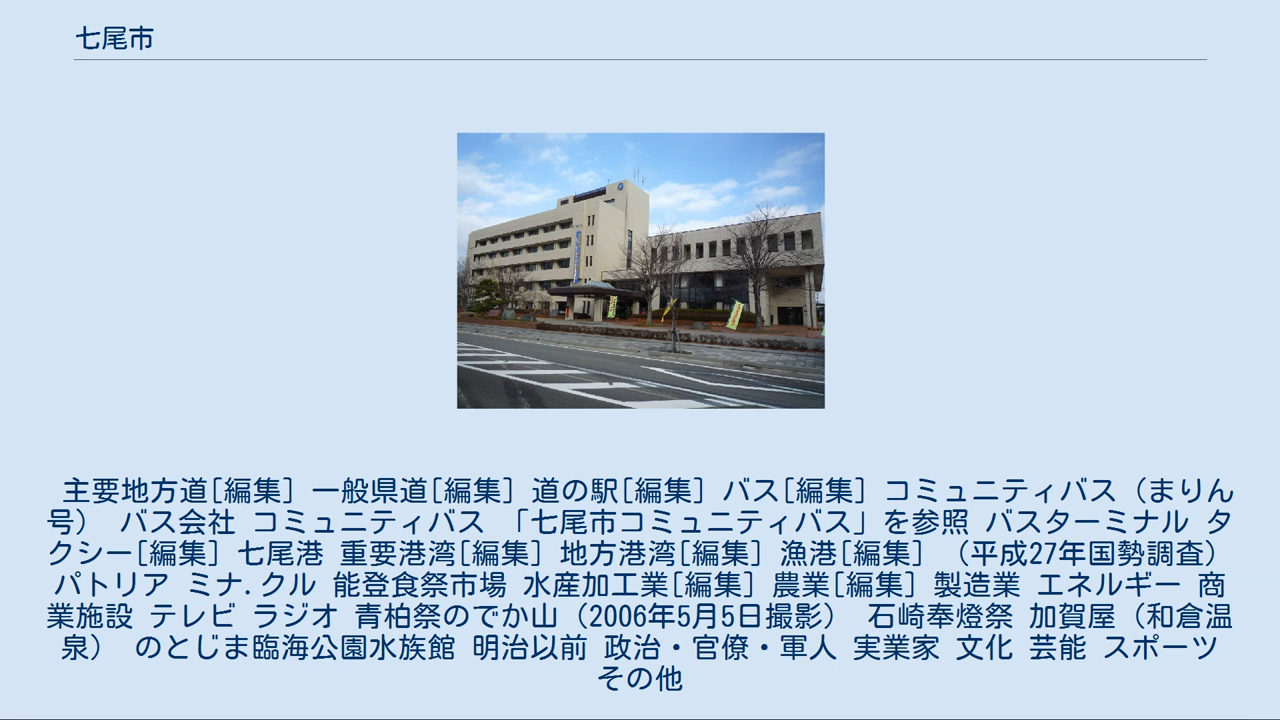 七尾市
主要地方道[編集] 一般県道[編集] 道の駅[編集] バス[編集] コミュニティバス（まりん
号） バス会社 コミュニティバス 「七尾市コミュニティバス」を参照 バスターミナル タ
クシー[編集] 七尾港 重要港湾[編集] 地方港湾[編集] 漁港[編集] （平成27年国勢調査）
パトリア ミナ.クル 能登食祭市場 水産加工業[編集] 農業[編集] 製造業 エネルギー 商
業施設 テレビ ラジオ 青柏祭のでか山（2006年5月5日撮影） 石崎奉燈祭 加賀屋（和倉温
泉） のとじま臨海公園水族館 明治以前 政治・官僚・軍人 実業家 文化 芸能 スポーツ
その他